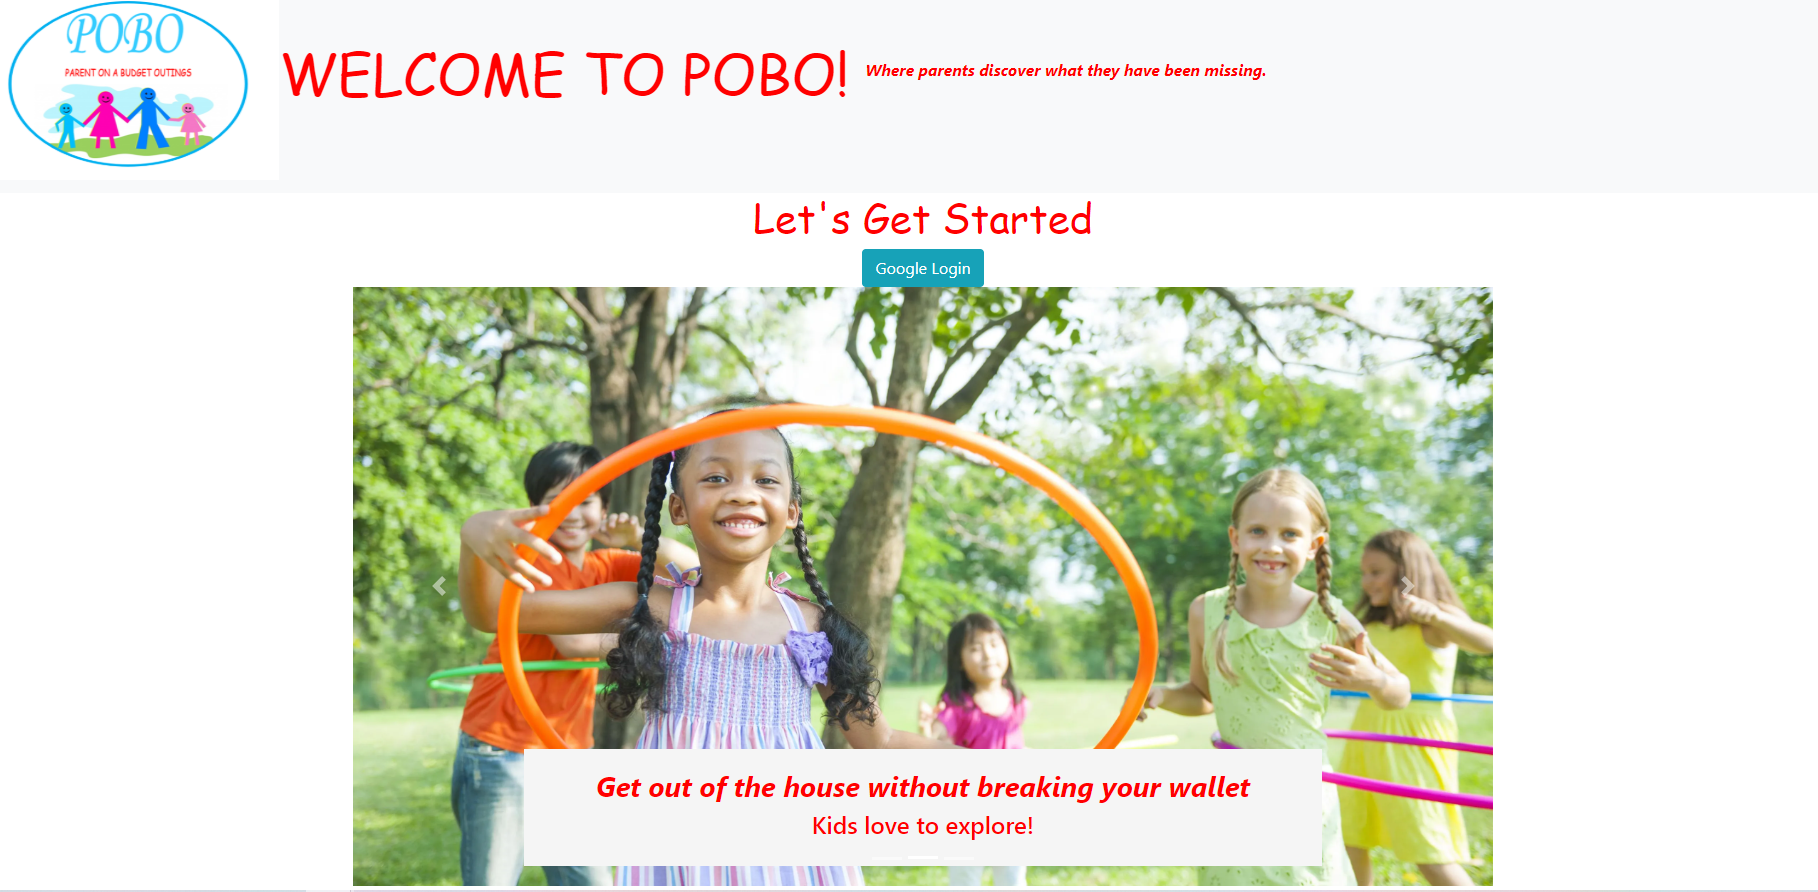 POBO
PARENT ON A BUDGET OUTINGS
WELCOME TO POBO!
Where parents discover what they have been missing.
Let's Get Started
Google Login
Get out of the house without breaking your wallet
Kids love to explore!